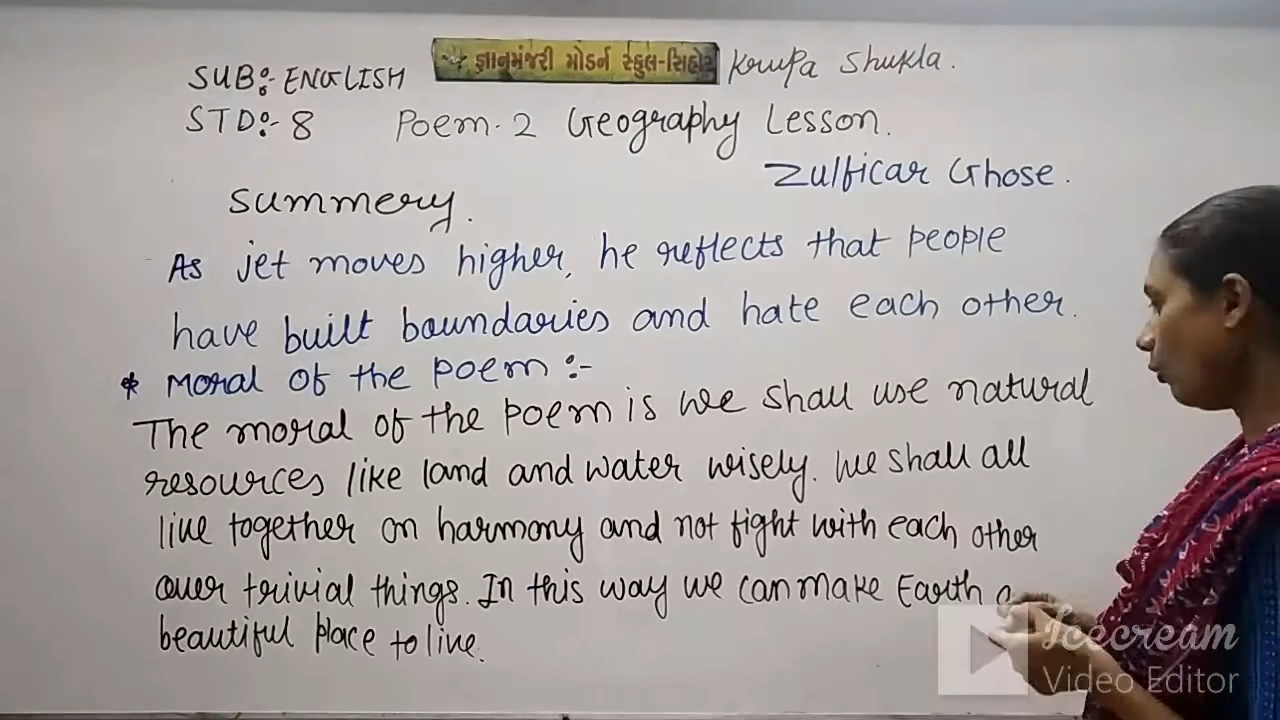 SUB:- ENGLISH
જ્ઞાનમંજરી મોડર્ન સ્કુલ-સિહોર
Krupa Shukla.
STD:- 8 Poem-2 Geography Lesson.
Zulficar Ghose.
Summery.
As jet moves higher, he reflects that people
have built boundaries and hate each other.
* Moral of the poem :-
The moral of the poem is we shall use natural
resources like land and water wisely. We shall all
live together on harmony and not fight with each other
over trivial things. In this way we can make Earth a
beautiful place to live.
Icecream
Video Editor